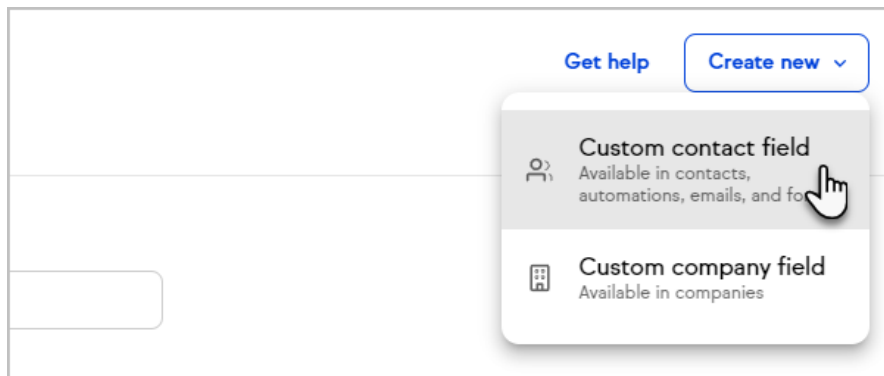 Get help
Create new
Custom contact field
Available in contacts,
automations, emails, and
Custom company field
Available in companies